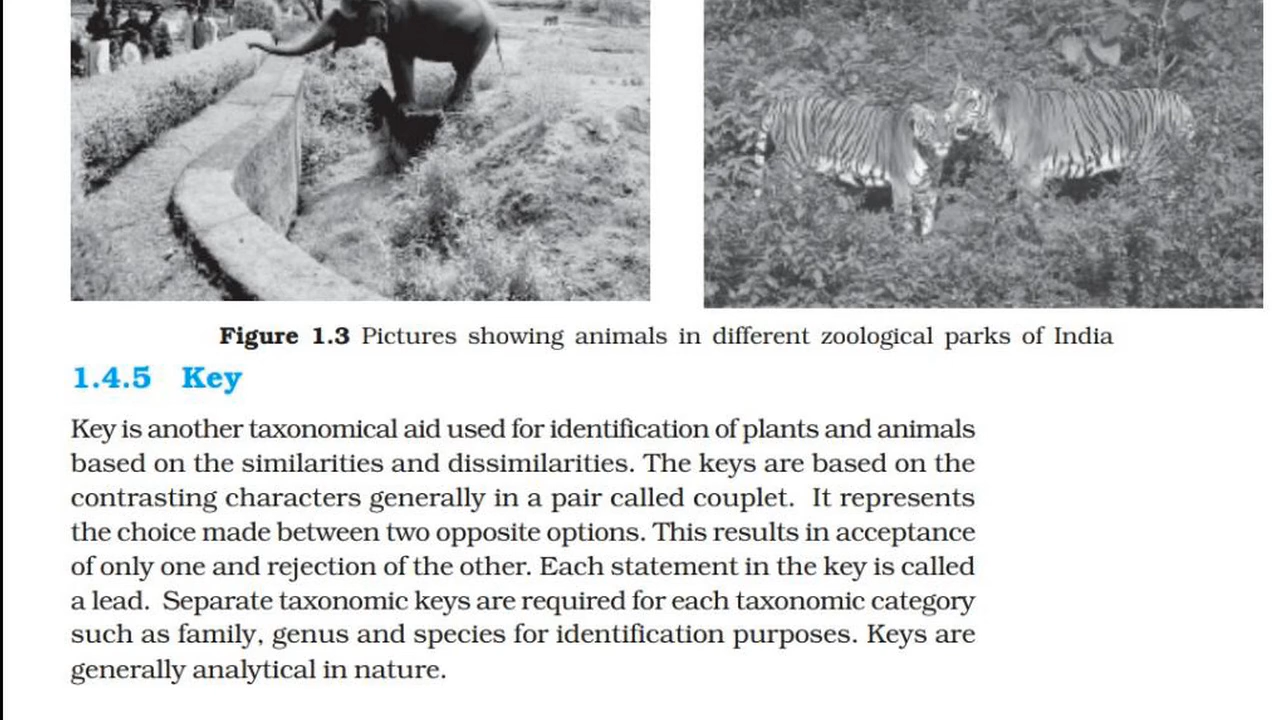 Figure 1.3 Pictures showing animals in different zoological parks of India
1.4.5 Key
Key is another taxonomical aid used for identification of plants and animals
based on the similarities and dissimilarities. The keys are based on the
contrasting characters generally in a pair called couplet. It represents
the choice made between two opposite options. This results in acceptance
of only one and rejection of the other. Each statement in the key is called
a lead. Separate taxonomic keys are required for each taxonomic category
such as family, genus and species for identification purposes. Keys are
generally analytical in nature.